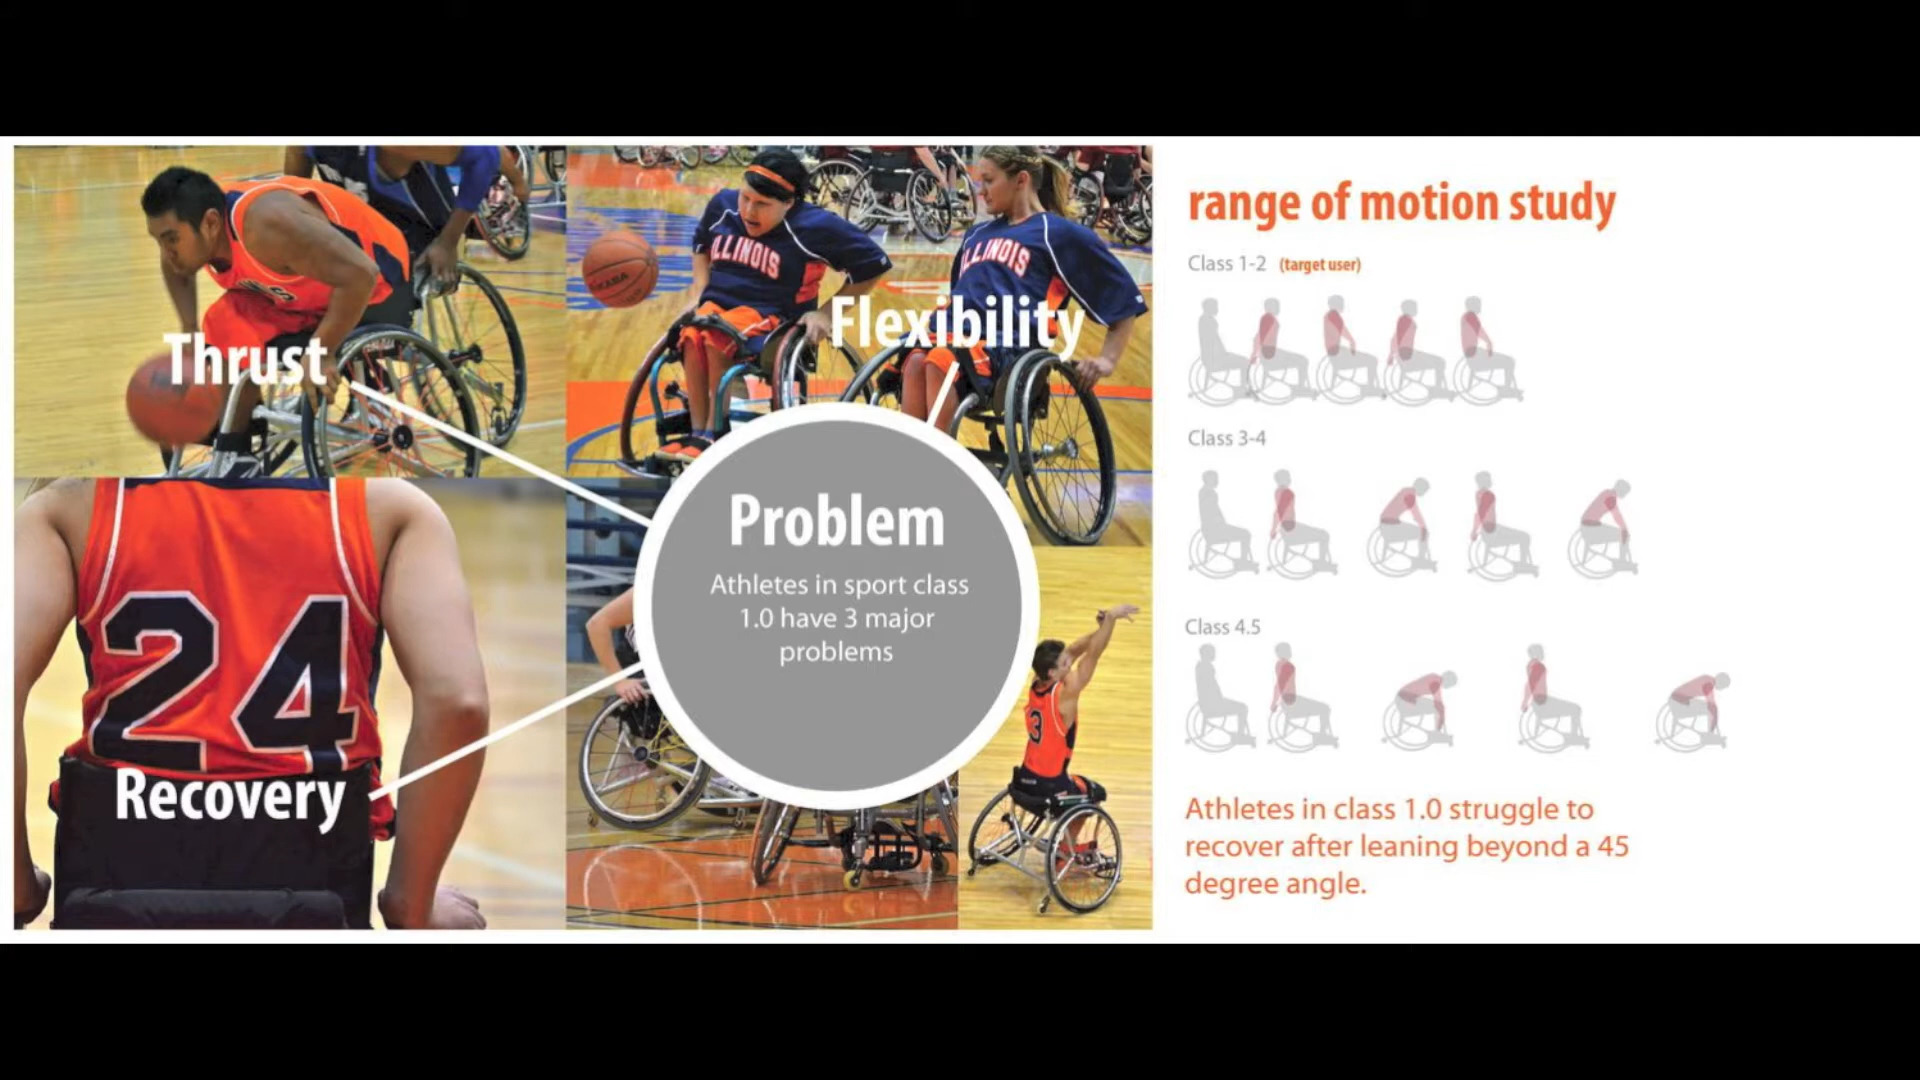 Thrust
Flexibility
ILLINOIS
ILLINOIS
Problem
Athletes in sport class
1.0 have 3 major
problems
24
Recovery
3
range of motion study
Class 1-2 (target user)
Class 3-4
Class 4.5
Athletes in class 1.0 struggle to
recover after leaning beyond a 45
degree angle.